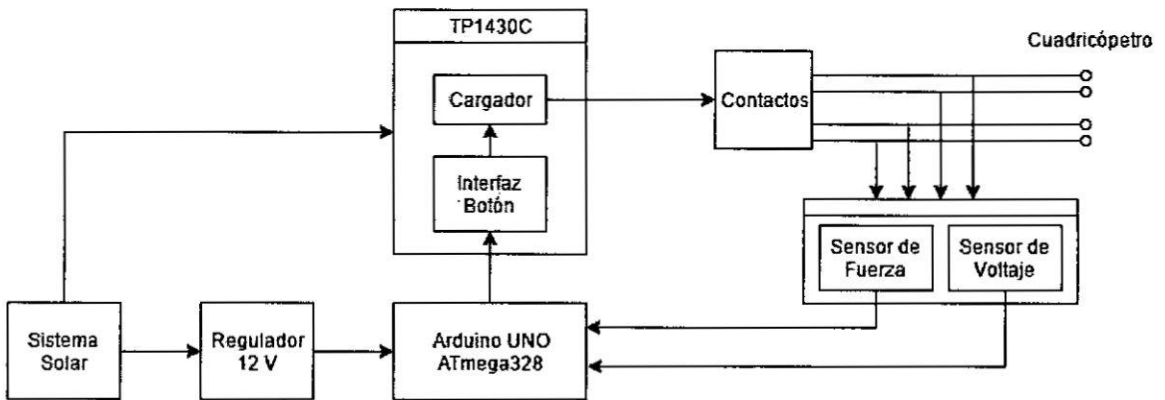 TP1430C
Cuadricópetro
Cargador
Contactos
Interfaz
Botón
Sensor de
Fuerza
Sensor de
Voltaje
Sistema
Solar
Regulador
12 V
Arduino UNO
ATmega328